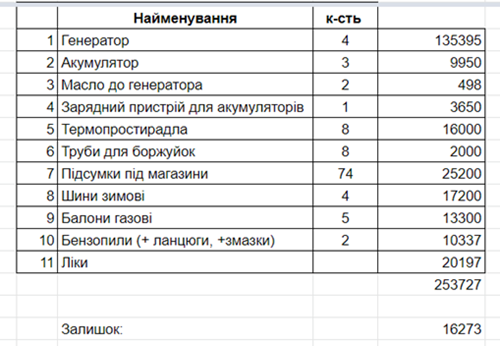 Найменування к-сть
1 Генератор 4 135395
2 Акумулятор 3 9950
3 Масло до генератора 2 498
4 Зарядний пристрій для акумуляторів 1 3650
5 Термопростирадла 8 16000
6 Труби для боржуйок 8 2000
7 Підсумки під магазини 74 25200
8 Шини зимові 4 17200
9 Балони газові 5 13300
10 Бензопили (+ ланцюги, +змазки) 2 10337
11 Ліки 20197
253727
Залишок: 16273